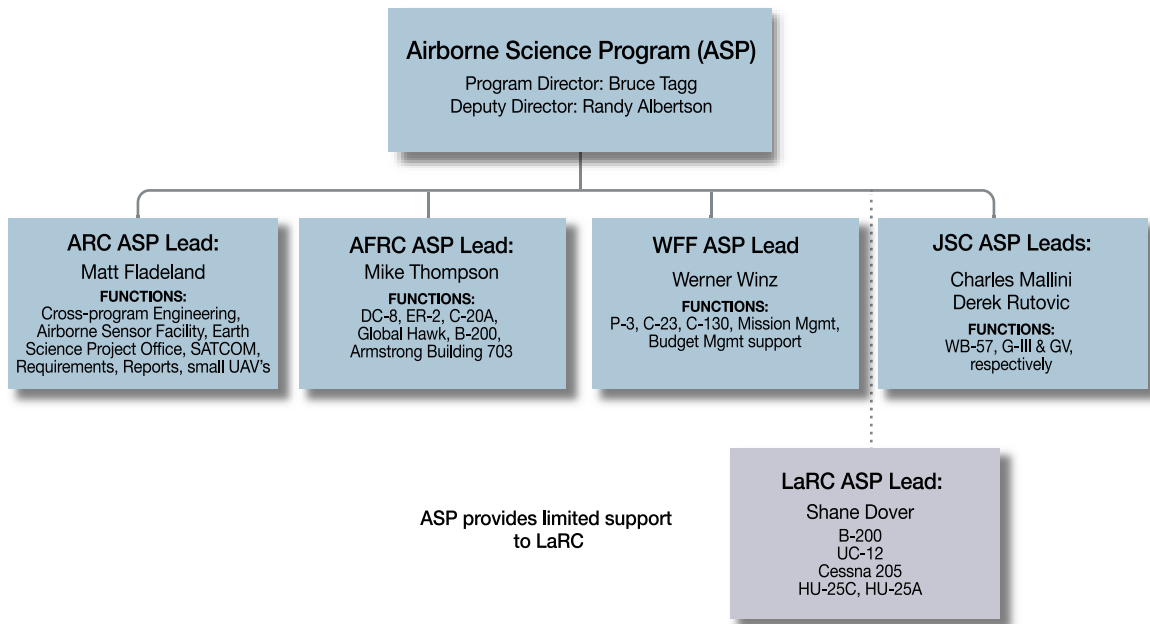 Airborne Science Program (ASP)
Program Director: Bruce Tagg
Deputy Director: Randy Albertson
ARC ASP Lead:
Matt Fladeland
FUNCTIONS:
Cross-program Engineering,
Airborne Sensor Facility, Earth
Science Project Office, SATCOM,
Requirements, Reports, small UAV's
AFRC ASP Lead:
Mike Thompson
FUNCTIONS:
DC-8, ER-2, C-20A,
Global Hawk, B-200,
Armstrong Building 703
WFF ASP Lead
Werner Winz
FUNCTIONS:
P-3, C-23, C-130, Mission Mgmt,
Budget Mgmt support
JSC ASP Leads:
Charles Mallini
Derek Rutovic
FUNCTIONS:
WB-57, G-III & GV,
respectively
ASP provides limited support
to LaRC
LaRC ASP Lead:
Shane Dover
B-200
UC-12
Cessna 205
HU-25C, HU-25A